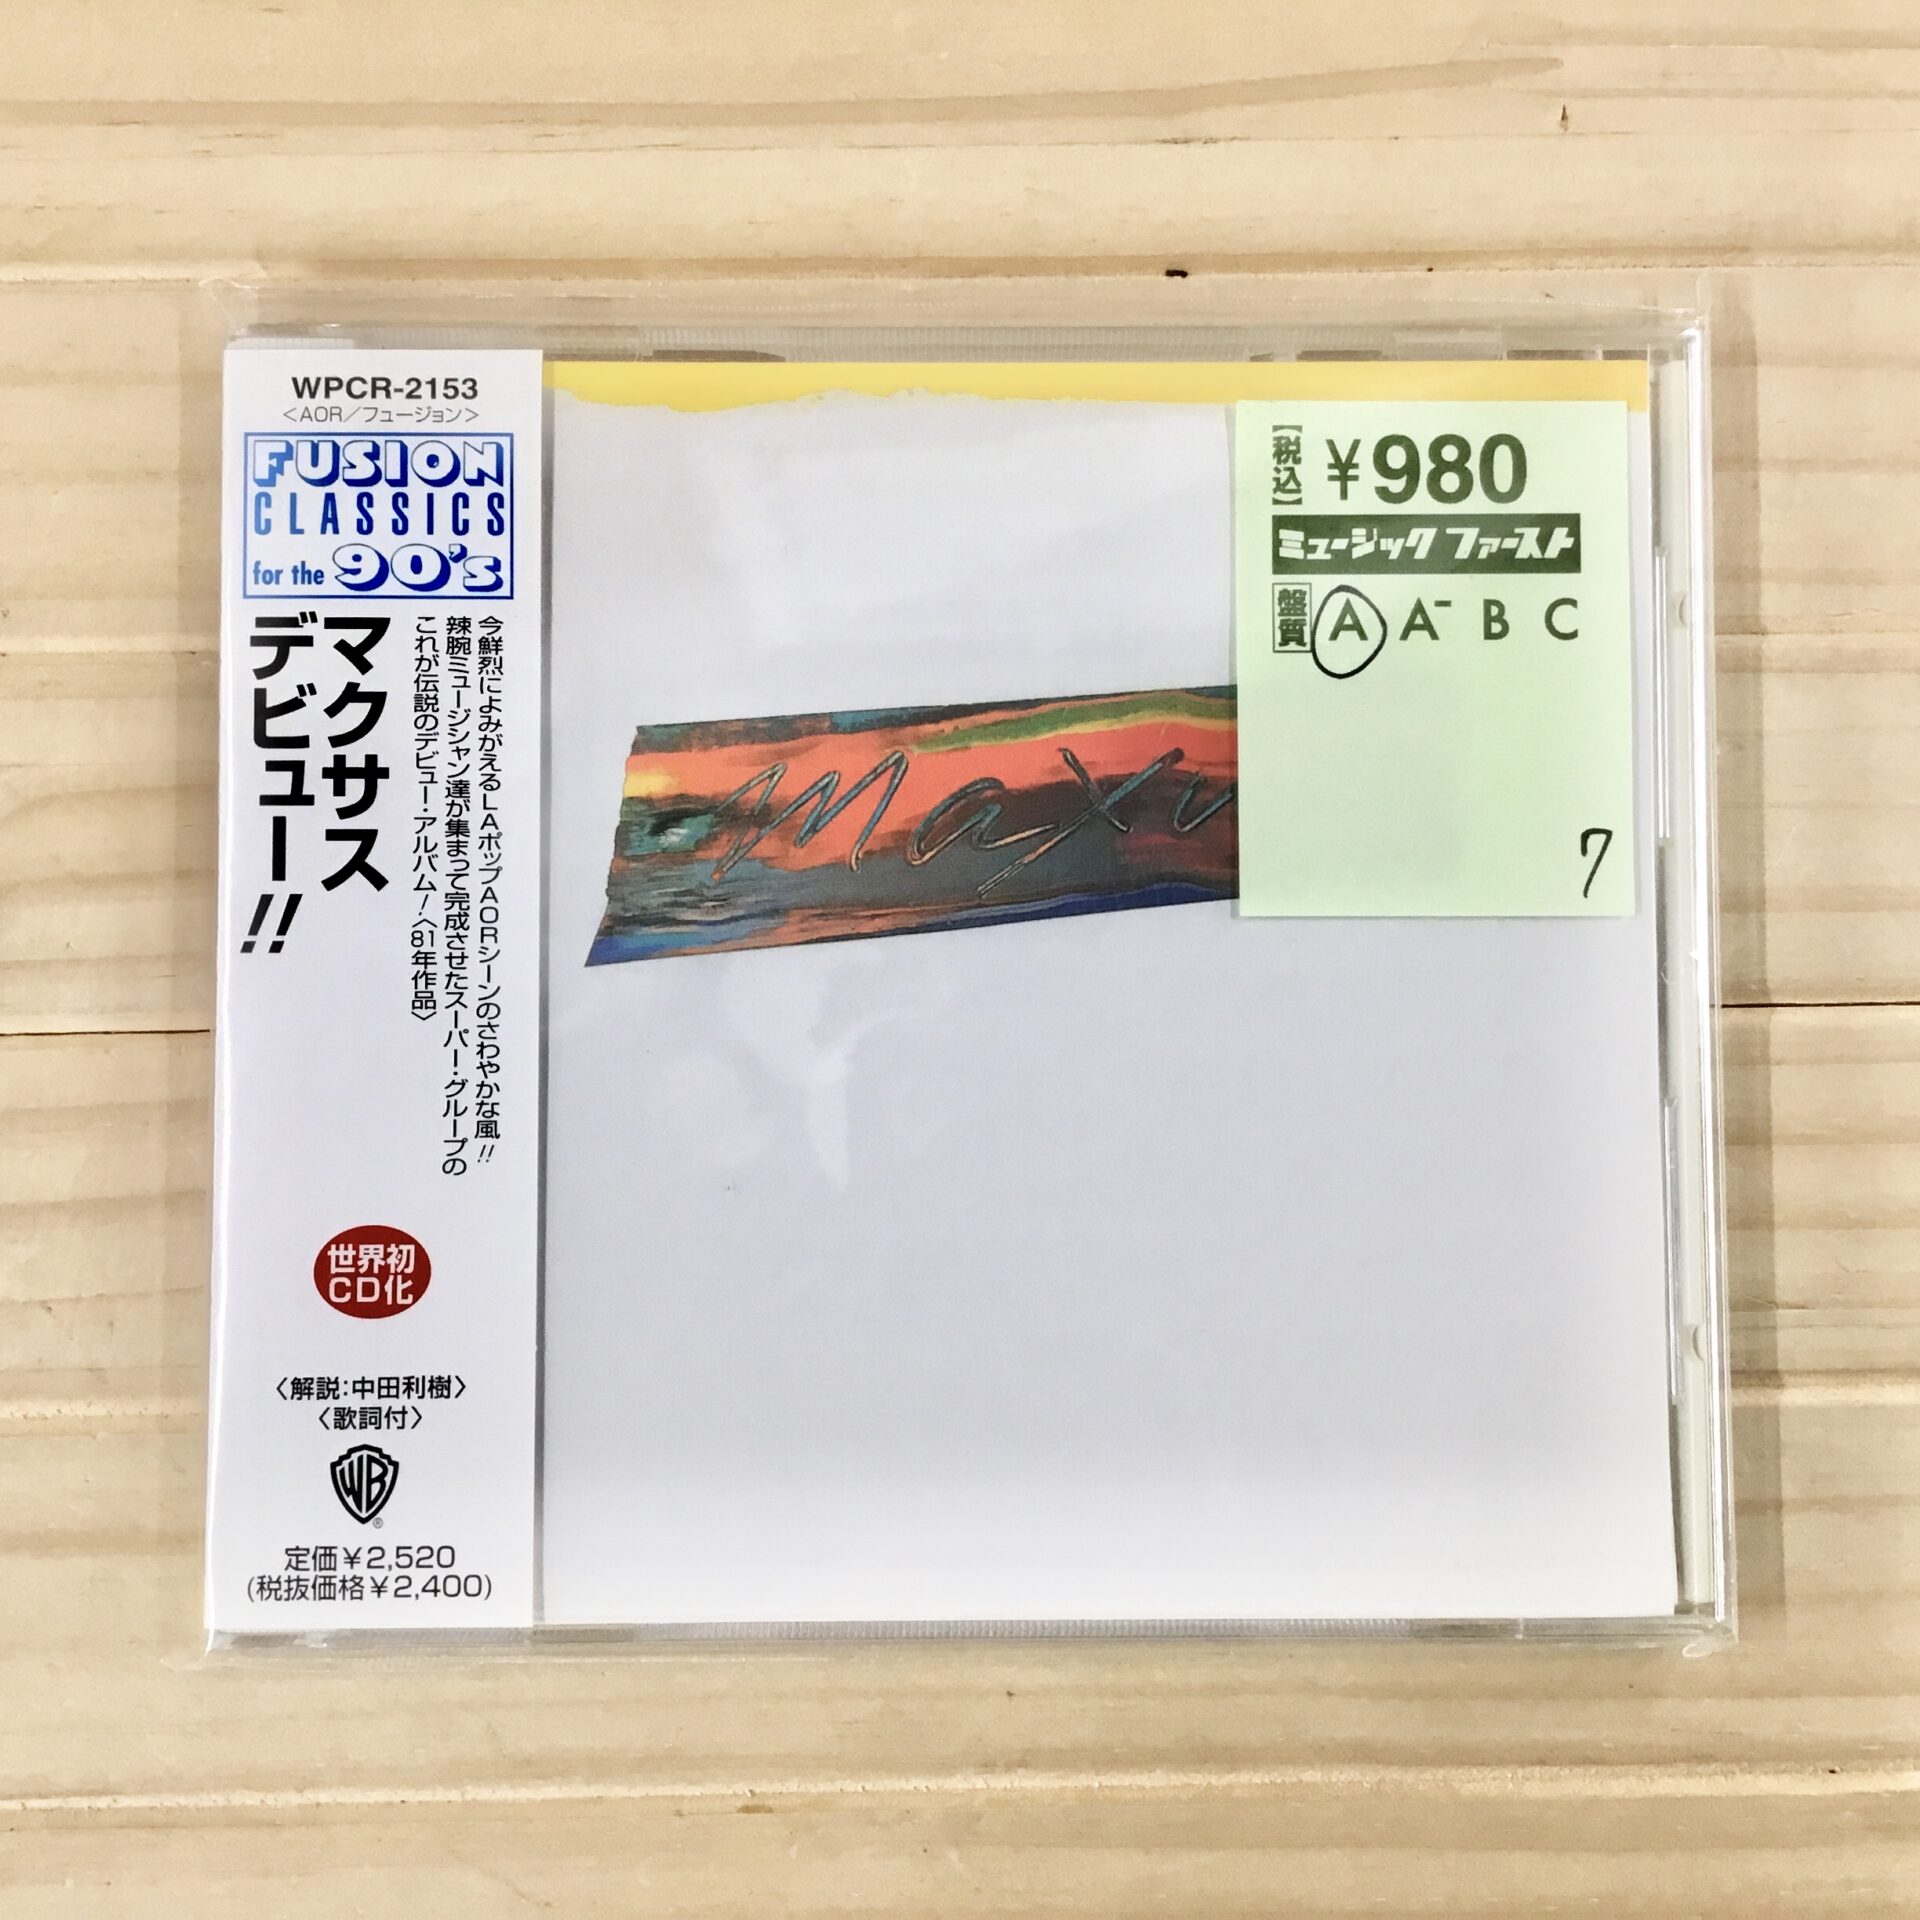 WPCR-2153
<AOR/フュージョン>
FUSION
CLASSICS
for the 90's
マクサス
デビュー!!
今鮮烈によみがえるLAポップAORシーンのさわやかな風!!
辣腕ミュージシャン達が集まって完成させたスーパー・グループの
これが伝説のデビュー・アルバム!〈81年作品〉
世界初
CD化
〈解説:中田利樹〉
〈歌詞付〉
WB
®
定価¥2,520
(税抜価格¥2,400)
Maxu
【税込】 ¥980
ミュージック ファースト
盤質 A A⁻ B C
7